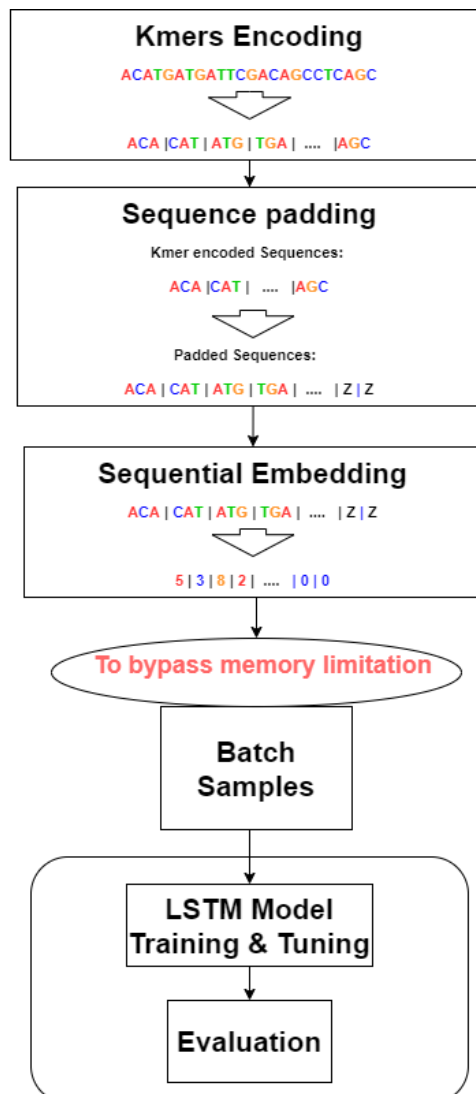 Kmers Encoding
ACATGATGATTCGACAGCCTCAGC
ACA |CAT | ATG | TGA | .... |AGC
Sequence padding
Kmer encoded Sequences:
ACA |CAT | .... |AGC
Padded Sequences:
ACA | CAT | ATG | TGA | .... | Z | Z
Sequential Embedding
ACA | CAT | ATG | TGA | .... | Z | Z
5 | 3 | 8 | 2 | .... | 0 | 0
To bypass memory limitation
Batch
Samples
LSTM Model
Training & Tuning
Evaluation